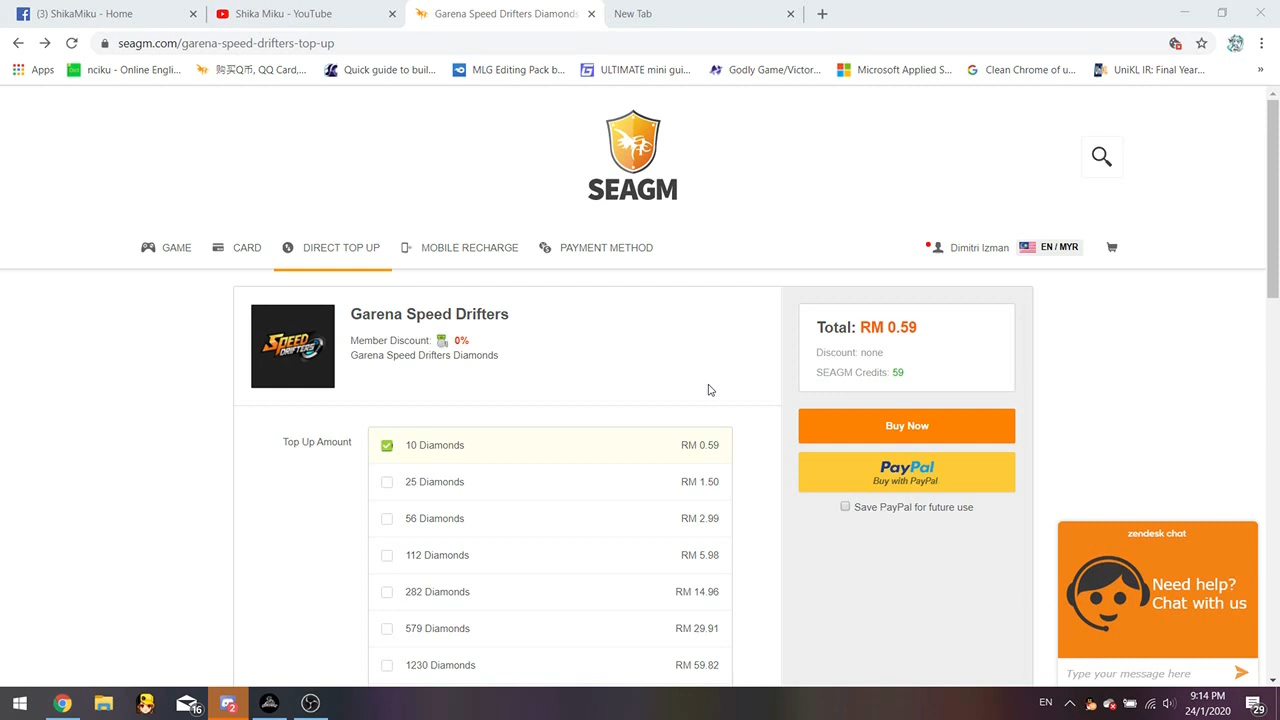 (3) ShikaMiku - Home
Shika Miku - YouTube
Garena Speed Drifters Diamonds
New Tab
seagm.com/garena-speed-drifters-top-up
Apps
nciku - Online Engli...
购买Q币, QQ Card,...
Quick guide to buil...
MLG Editing Pack b...
ULTIMATE mini gui...
Godly Game/Victor...
Microsoft Applied S...
Clean Chrome of u...
UniKL IR: Final Year...
»
SEAGM
GAME
CARD
DIRECT TOP UP
MOBILE RECHARGE
PAYMENT METHOD
Dimitri Izman
EN / MYR
SPEED DRIFTERS
Garena Speed Drifters
Member Discount: 0%
Garena Speed Drifters Diamonds
Total: RM 0.59
Discount: none
SEAGM Credits: 59
Buy Now
PayPal
Buy with PayPal
Save PayPal for future use
Top Up Amount
10 Diamonds RM 0.59
25 Diamonds RM 1.50
56 Diamonds RM 2.99
112 Diamonds RM 5.98
282 Diamonds RM 14.96
579 Diamonds RM 29.91
1230 Diamonds RM 59.82
zendesk chat
Need help?
Chat with us
Type your message here
16
2
EN
9:14 PM
24/1/2020
29